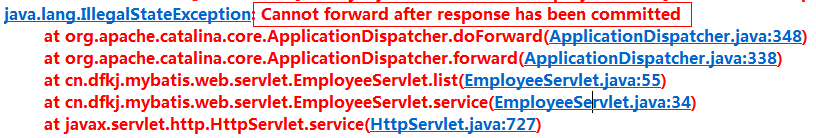 java.lang.IllegalStateException: Cannot forward after response has been committed
at org.apache.catalina.core.ApplicationDispatcher.doForward(ApplicationDispatcher.java:348)
at org.apache.catalina.core.ApplicationDispatcher.forward(ApplicationDispatcher.java:338)
at cn.dfkj.mybatis.web.servlet.EmployeeServlet.list(EmployeeServlet.java:55)
at cn.dfkj.mybatis.web.servlet.EmployeeServlet.service(EmployeeServlet.java:34)
at javax.servlet.http.HttpServlet.service(HttpServlet.java:727)